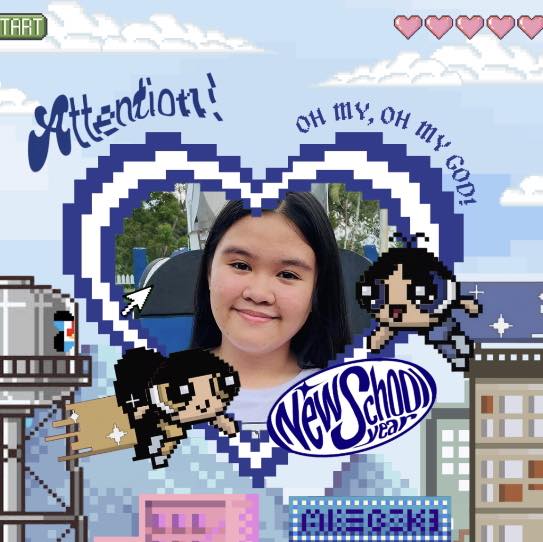 START
Attention!
OH MY, OH MY GOD!
New School
year